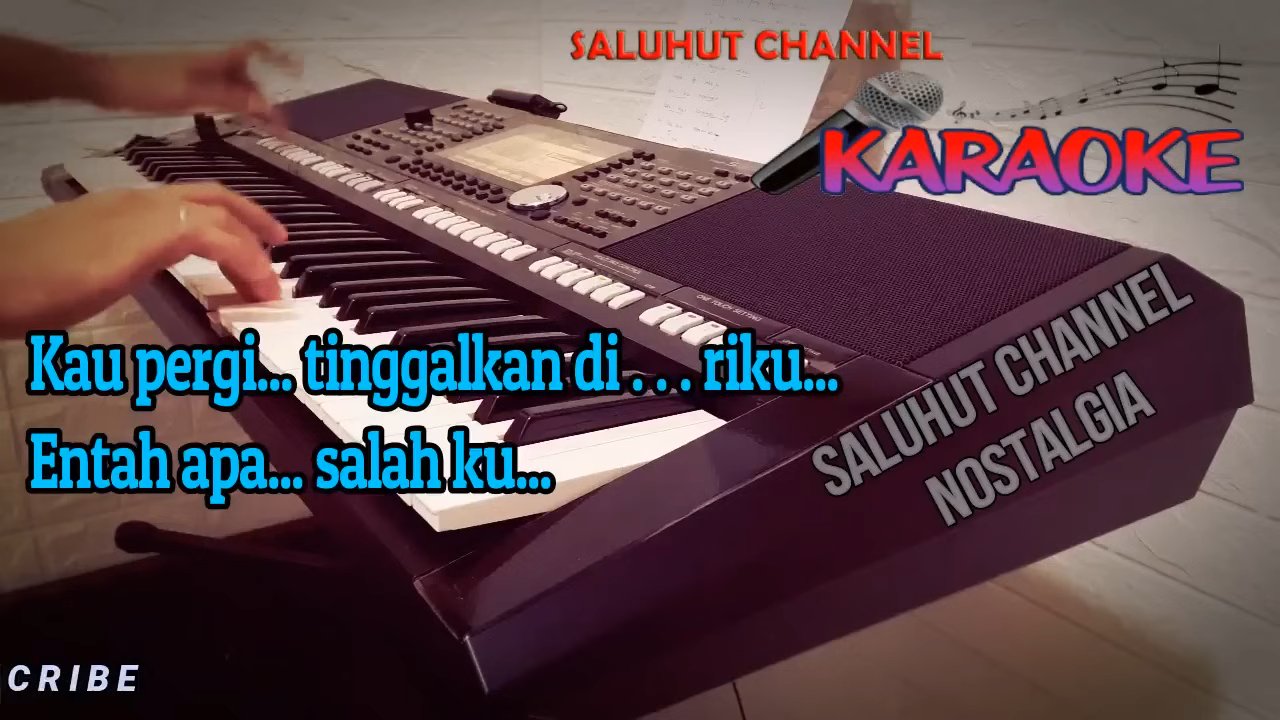 SALUHUT CHANNEL
KARAOKE
SALUHUT CHANNEL
NOSTALGIA
Kau pergi... tinggalkan di . . . riku...
Entah apa... salah ku...
CRIBE